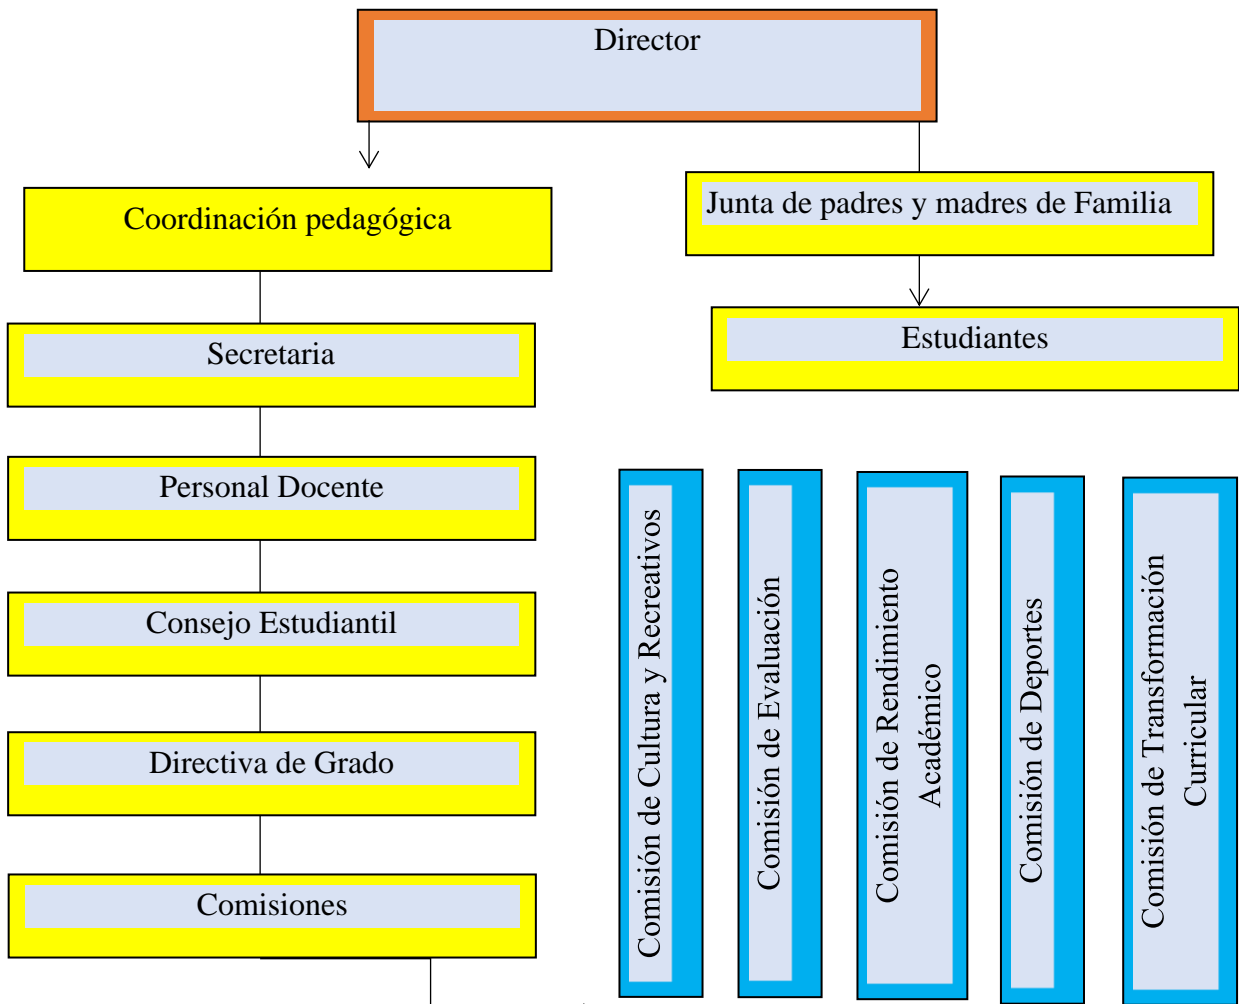 Director
Coordinación pedagógica
Junta de padres y madres de Familia
Secretaria
Estudiantes
Personal Docente
Consejo Estudiantil
Directiva de Grado
Comisiones
Comisión de Cultura y Recreativos
Comisión de Evaluación
Comisión de Rendimiento
Académico
Comisión de Deportes
Comisión de Transformación
Curricular